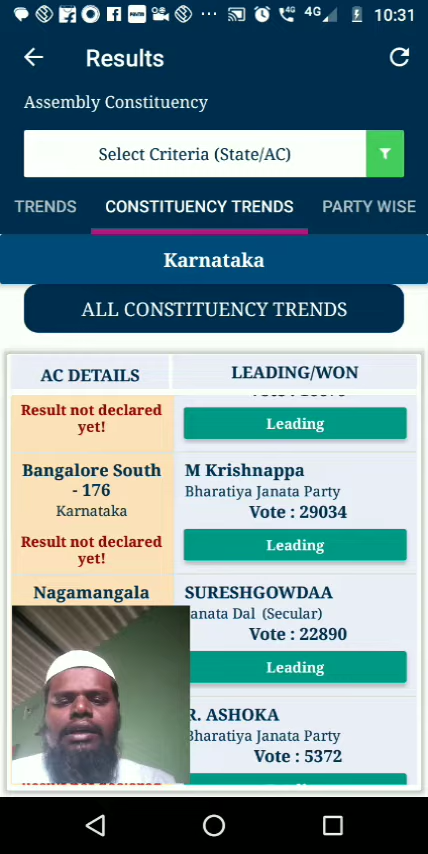 4G 10:31
Results
Assembly Constituency
Select Criteria (State/AC)
TRENDS CONSTITUENCY TRENDS PARTY WISE
Karnataka
ALL CONSTITUENCY TRENDS
AC DETAILS LEADING/WON
Result not declared yet!
Leading
Bangalore South - 176
Karnataka
Result not declared yet!
M Krishnappa
Bharatiya Janata Party
Vote : 29034
Leading
Nagamangala
SURESHGOWDAA
anata Dal (Secular)
Vote : 22890
Leading
R. ASHOKA
Bharatiya Janata Party
Vote : 5372